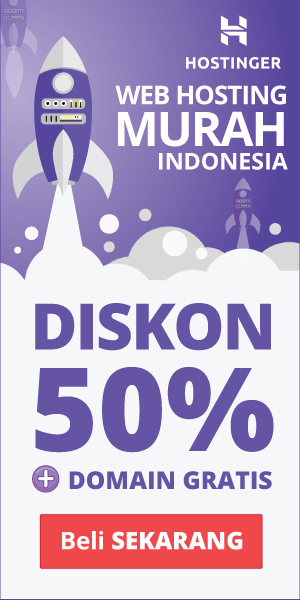 HOSTINGER
WEB HOSTING
MURAH
INDONESIA
DISKON
50%
+ DOMAIN GRATIS
Beli SEKARANG